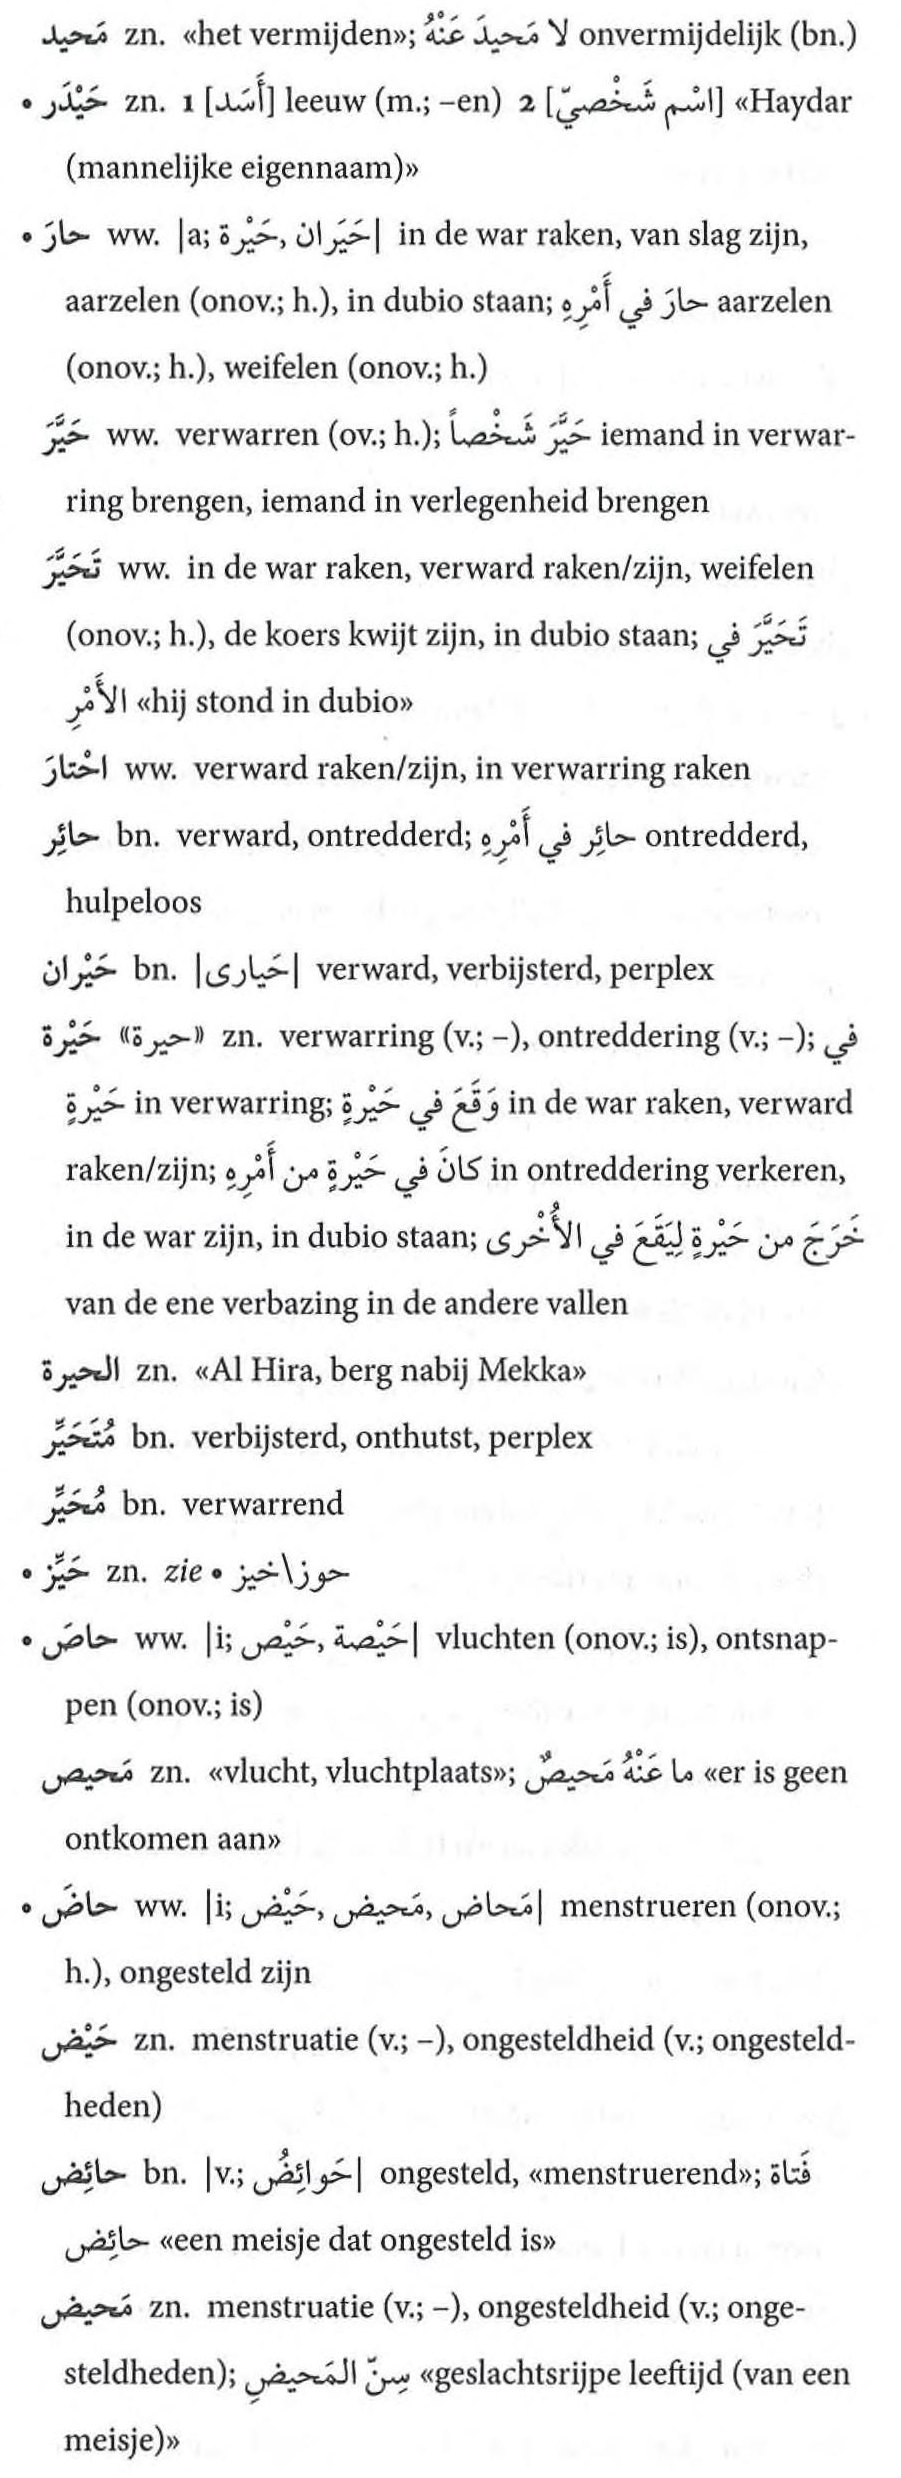 مَحيد zn. «het vermijden»; لا مَحيدَ عَنْهُ onvermijdelijk (bn.)
• حَيْدَر zn. 1 [أَسَد] leeuw (m.; –en) 2 [اسْم شَخْصيّ] «Haydar
(mannelijke eigennaam)»
• حارَ ww. |a; حَيَران, حَيْرة| in de war raken, van slag zijn,
aarzelen (onov.; h.), in dubio staan; حارَ في أَمْرِهِ aarzelen
(onov.; h.), weifelen (onov.; h.)
حَيَّرَ ww. verwarren (ov.; h.); حَيَّرَ شَخْصاً iemand in verwar-
ring brengen, iemand in verlegenheid brengen
تَحَيَّرَ ww. in de war raken, verward raken/zijn, weifelen
(onov.; h.), de koers kwijt zijn, in dubio staan; تَحَيَّرَ في
الأَمْرِ «hij stond in dubio»
احْتارَ ww. verward raken/zijn, in verwarring raken
حائِر bn. verward, ontredderd; حائِر في أَمْرِهِ ontredderd,
hulpeloos
حَيْران bn. |حَيارى| verward, verbijsterd, perplex
حَيْرة «حيرة» zn. verwarring (v.; –), ontreddering (v.; –); في
حَيْرةٍ in verwarring; وَقَعَ في حَيْرةٍ in de war raken, verward
raken/zijn; كانَ في حَيْرةٍ من أَمْرِهِ in ontreddering verkeren,
in de war zijn, in dubio staan; خَرَجَ من حَيْرةٍ لِيَقَعَ في الأُخْرى
van de ene verbazing in de andere vallen
الحيرة zn. «Al Hira, berg nabij Mekka»
مُتَحَيِّر bn. verbijsterd, onthutst, perplex
مُحَيِّر bn. verwarrend
• حَيِّز zn. zie • حوز\خيز
• حاصَ ww. |i; حَيْصة, حَيْص| vluchten (onov.; is), ontsnap-
pen (onov.; is)
مَحيص zn. «vlucht, vluchtplaats»; ما عَنْهُ مَحيصٌ «er is geen
ontkomen aan»
• حاضَ ww. |i; مَحاض, مَحيض, حَيْض| menstrueren (onov.;
h.), ongesteld zijn
حَيْض zn. menstruatie (v.; –), ongesteldheid (v.; ongesteld-
heden)
حائِض bn. |v.; حَوائِضُ| ongesteld, «menstruerend»; فَتاة
حائِض «een meisje dat ongesteld is»
مَحيض zn. menstruatie (v.; –), ongesteldheid (v.; onge-
steldheden); سِنّ المَحيضِ «geslachtsrijpe leeftijd (van een
meisje)»